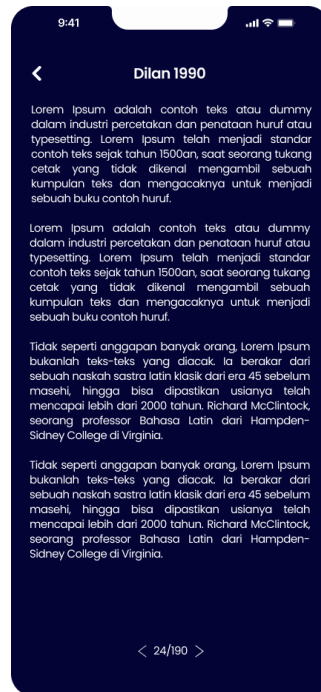 9:41
Dilan 1990
Lorem Ipsum adalah contoh teks atau dummy
dalam industri percetakan dan penataan huruf atau
typesetting. Lorem Ipsum telah menjadi standar
contoh teks sejak tahun 1500an, saat seorang tukang
cetak yang tidak dikenal mengambil sebuah
kumpulan teks dan mengacaknya untuk menjadi
sebuah buku contoh huruf.
Lorem Ipsum adalah contoh teks atau dummy
dalam industri percetakan dan penataan huruf atau
typesetting. Lorem Ipsum telah menjadi standar
contoh teks sejak tahun 1500an, saat seorang tukang
cetak yang tidak dikenal mengambil sebuah
kumpulan teks dan mengacaknya untuk menjadi
sebuah buku contoh huruf.
Tidak seperti anggapan banyak orang, Lorem Ipsum
bukanlah teks-teks yang diacak. Ia berakar dari
sebuah naskah sastra latin klasik dari era 45 sebelum
masehi, hingga bisa dipastikan usianya telah
mencapai lebih dari 2000 tahun. Richard McClintock,
seorang professor Bahasa Latin dari Hampden-
Sidney College di Virginia.
Tidak seperti anggapan banyak orang, Lorem Ipsum
bukanlah teks-teks yang diacak. Ia berakar dari
sebuah naskah sastra latin klasik dari era 45 sebelum
masehi, hingga bisa dipastikan usianya telah
mencapai lebih dari 2000 tahun. Richard McClintock,
seorang professor Bahasa Latin dari Hampden-
Sidney College di Virginia.
< 24/190 >